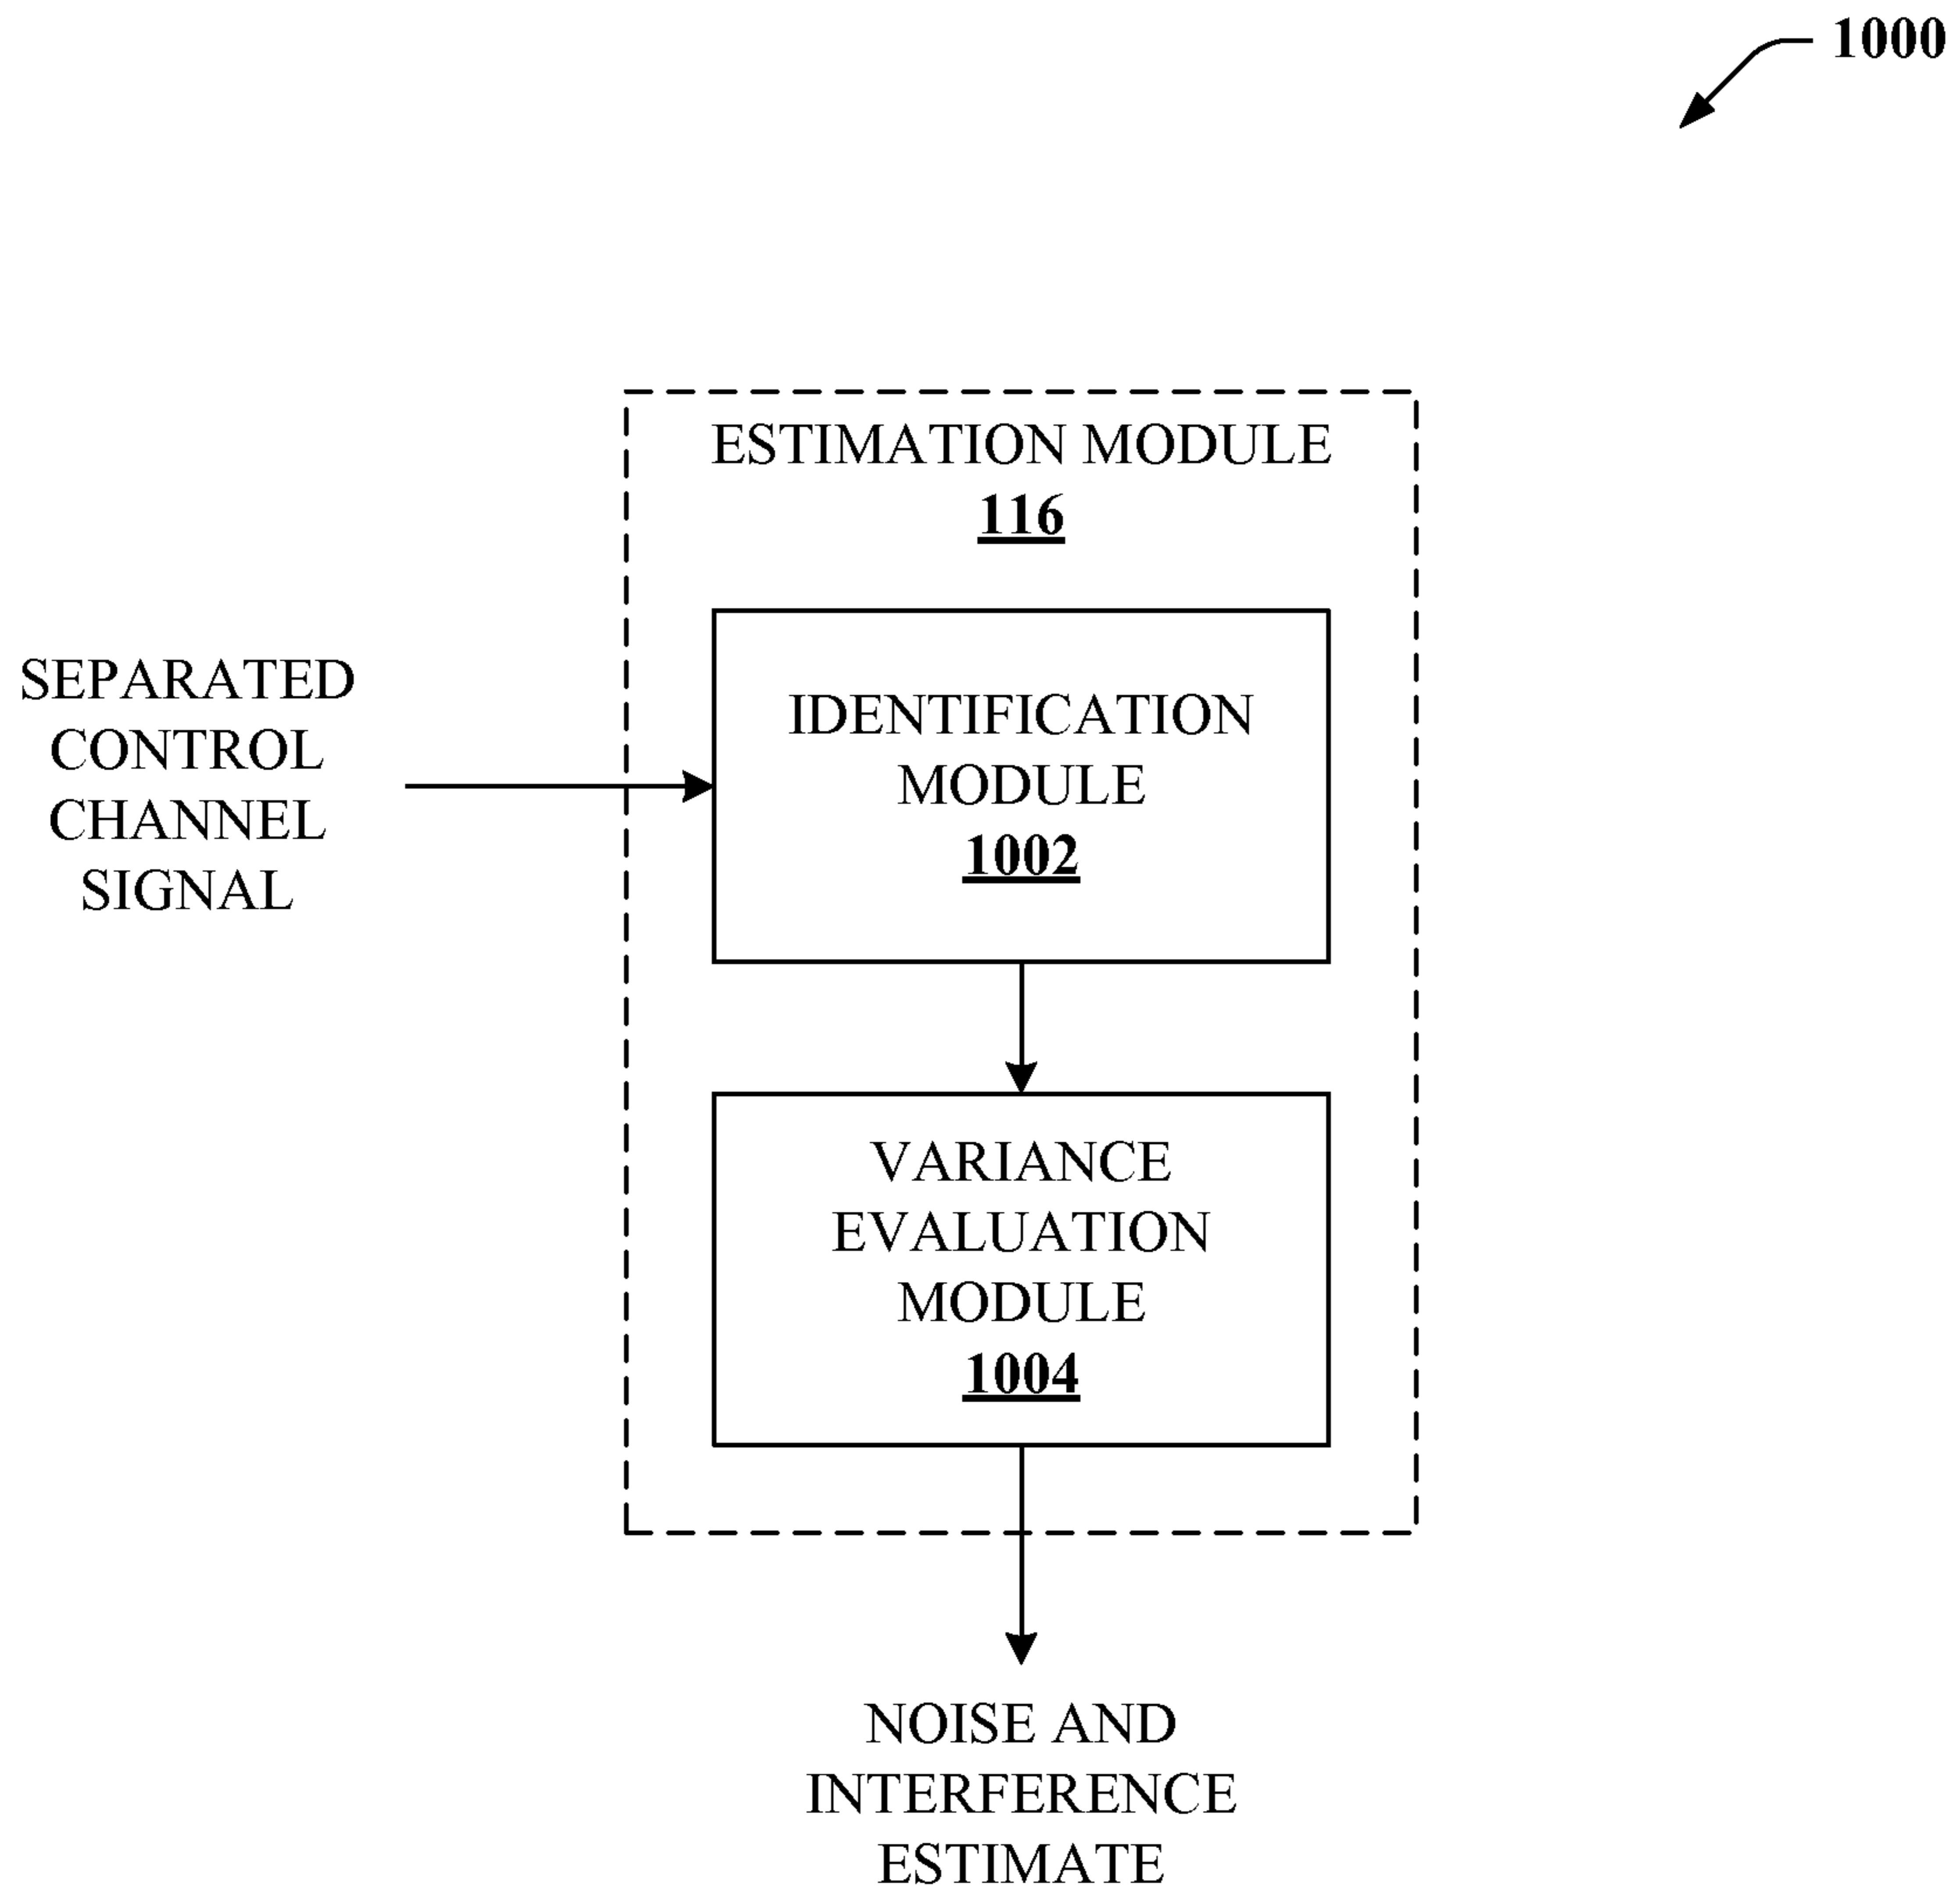 1000
ESTIMATION MODULE
116
SEPARATED
CONTROL
CHANNEL
SIGNAL
IDENTIFICATION
MODULE
1002
VARIANCE
EVALUATION
MODULE
1004
NOISE AND
INTERFERENCE
ESTIMATE